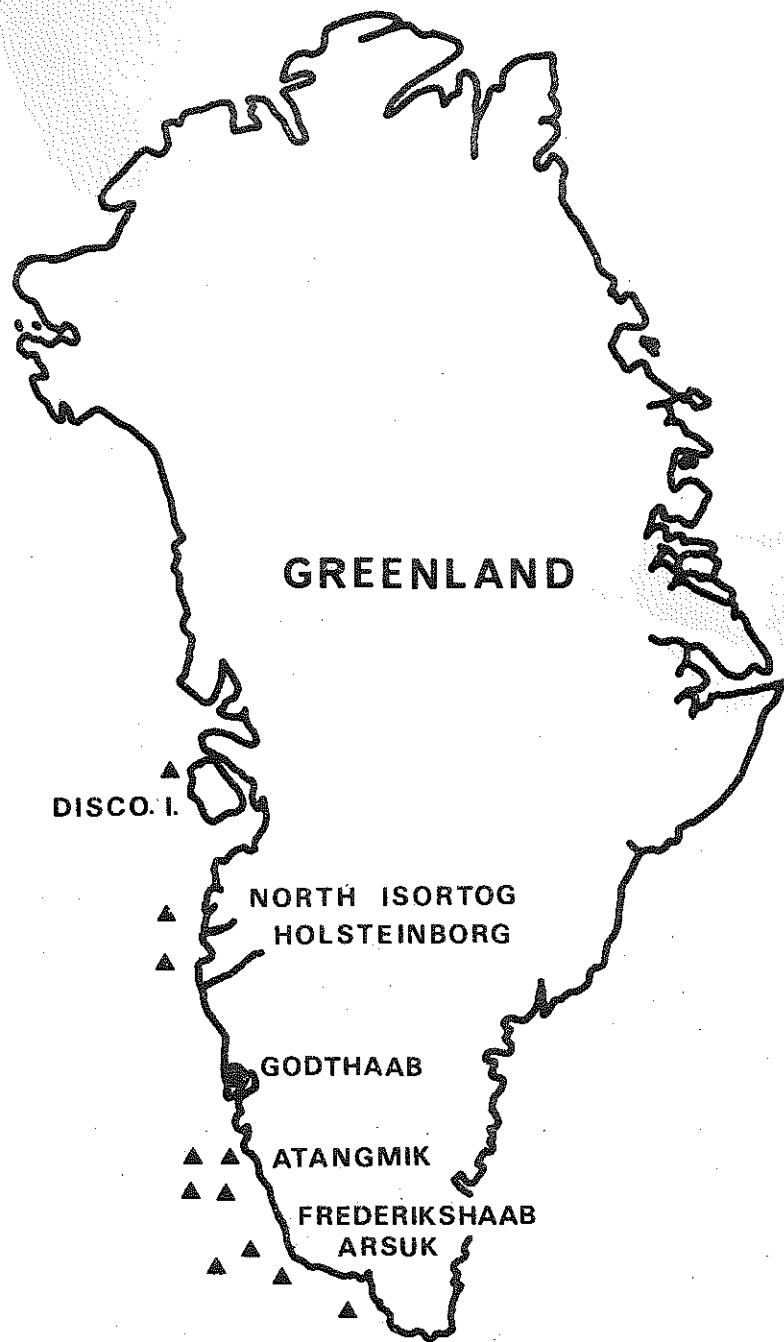 GREENLAND
DISCO. I.
NORTH ISORTOG
HOLSTEINBORG
GODTHAAB
ATANGMIK
FREDERIKSHAAB
ARSUK